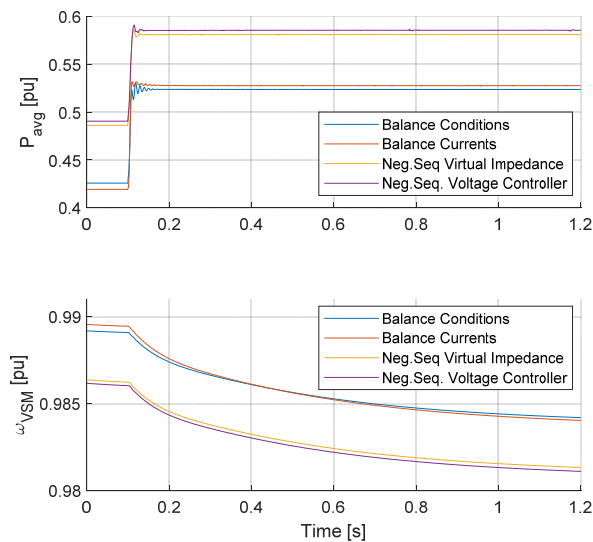 0.6
0.55
0.5
0.45
0.4
P_avg [pu]
Balance Conditions
Balance Currents
Neg.Seq Virtual Impedance
Neg.Seq. Voltage Controller
0 0.2 0.4 0.6 0.8 1 1.2
0.99
0.985
0.98
ω_VSM [pu]
Balance Conditions
Balance Currents
Neg.Seq Virtual Impedance
Neg.Seq. Voltage Controller
0 0.2 0.4 0.6 0.8 1 1.2
Time [s]